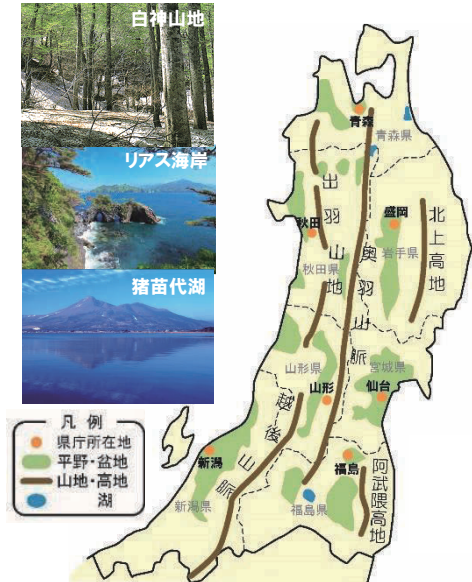 白神山地
リアス海岸
猪苗代湖
凡例
県庁所在地
平野・盆地
山地・高地
湖
青森
青森県
出羽山地
秋田
秋田県
奥羽山脈
盛岡
岩手県
北上高地
山形県
山形
宮城県
仙台
越後山脈
新潟
新潟県
福島
福島県
阿武隈高地